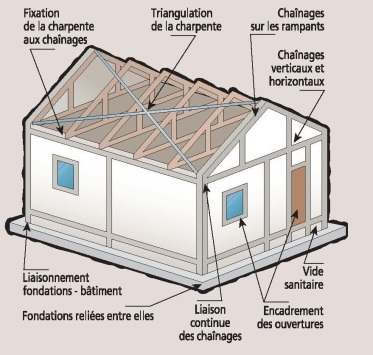 Fixation
de la charpente
aux chaînages
Triangulation
de la charpente
Chaînages
sur les rampants
Chaînages
verticaux et
horizontaux
Liaisonnement
fondations - bâtiment
Fondations reliées entre elles
Liaison
continue
des chaînages
Vide
sanitaire
Encadrement
des ouvertures